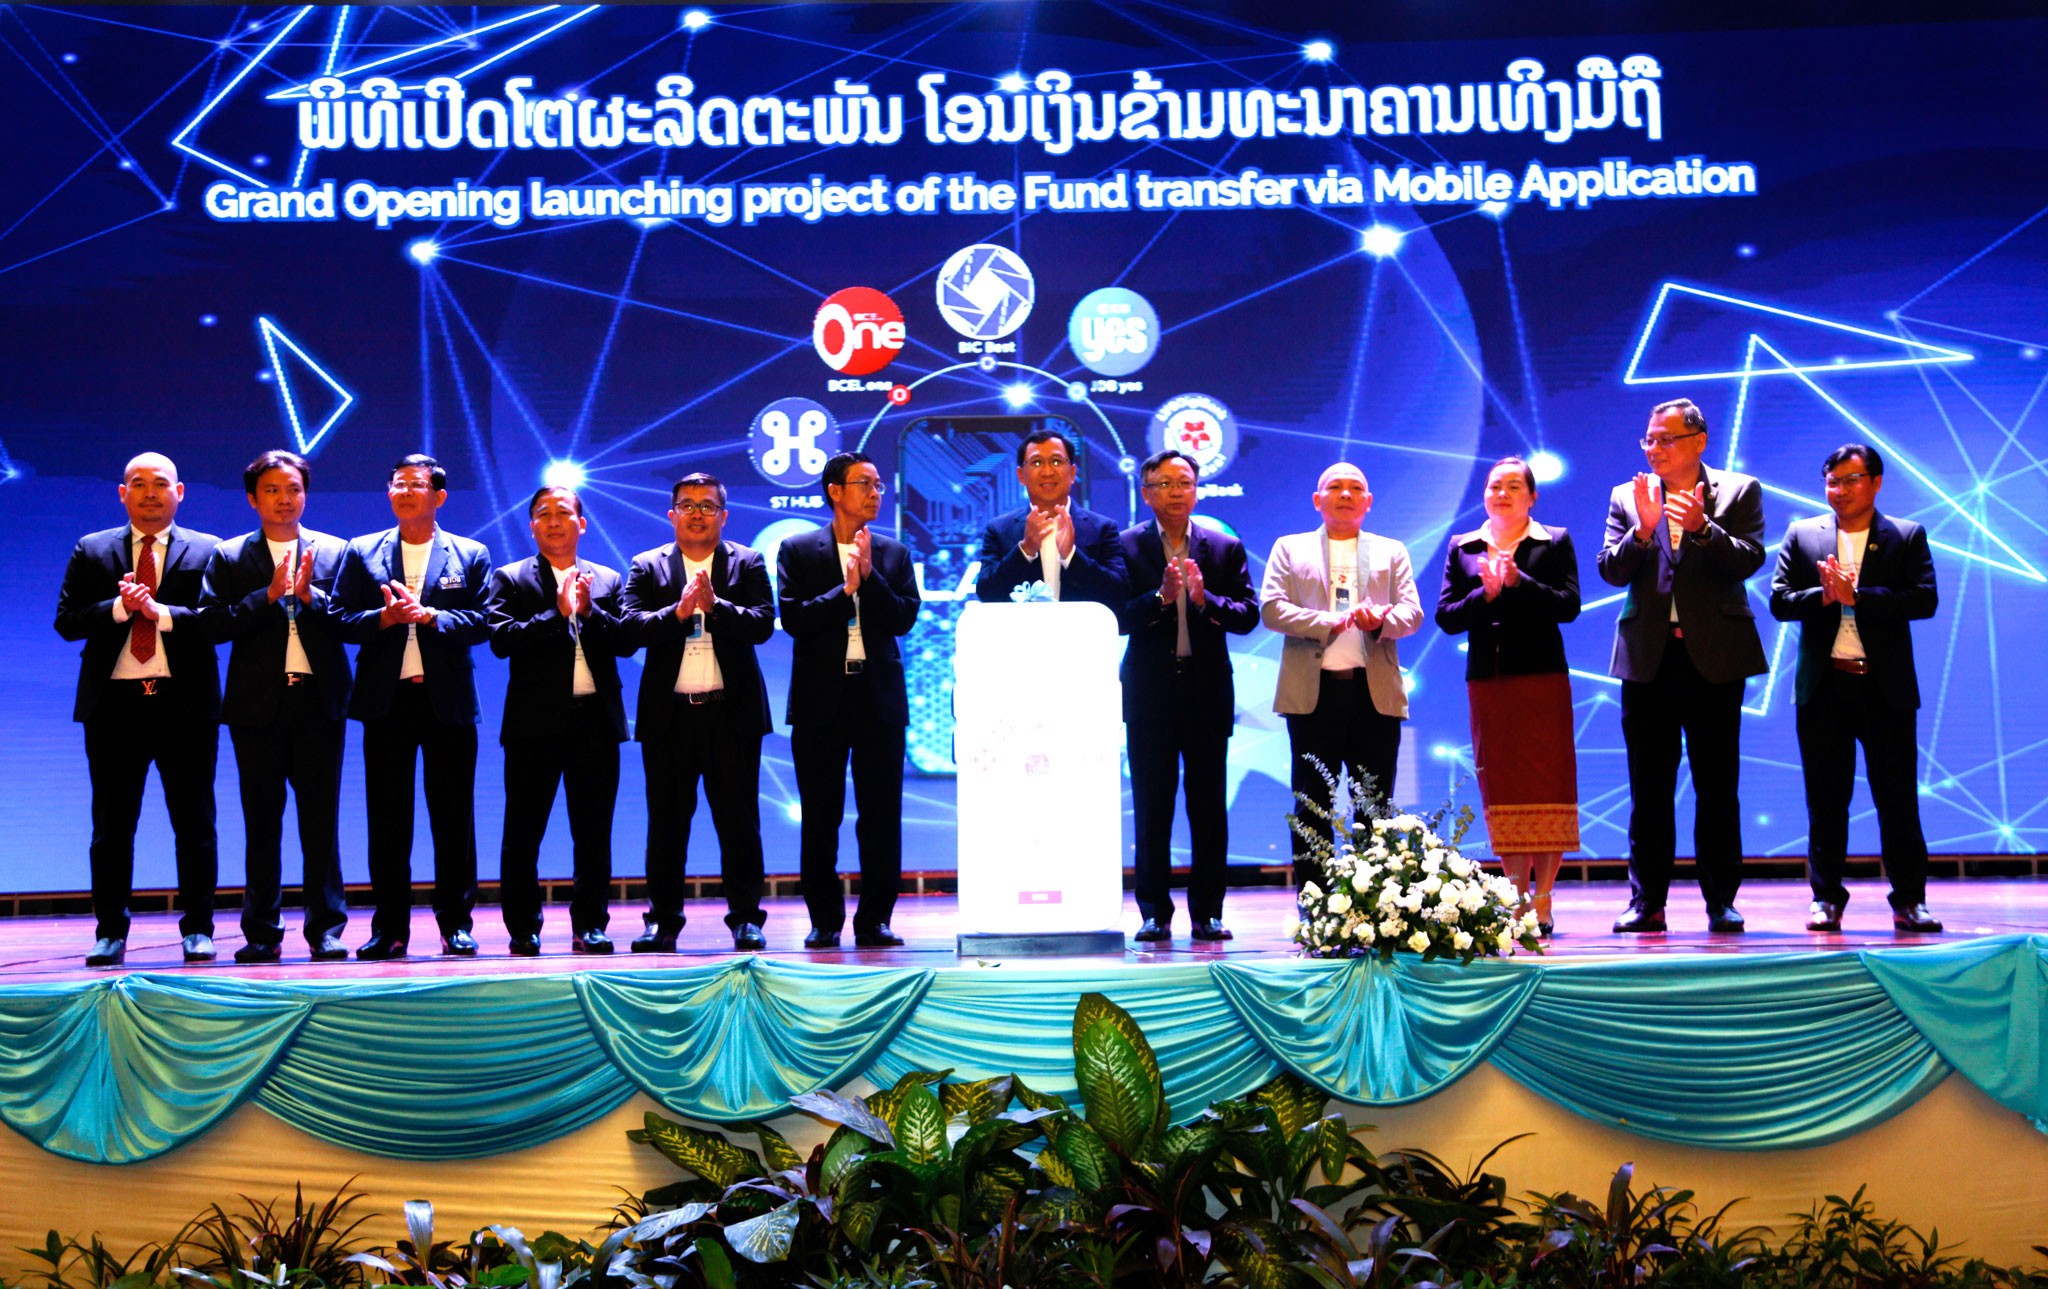 ພິທີເປີດໂຕຜະລິດຕະພັນ ໂອນເງິນຂ້າມທະນາຄານເທິງມືຖື
Grand Opening launching project of the Fund transfer via Mobile Application
One
BCEL one
BIC Best
yes
JDB yes
ST HUB
JDB